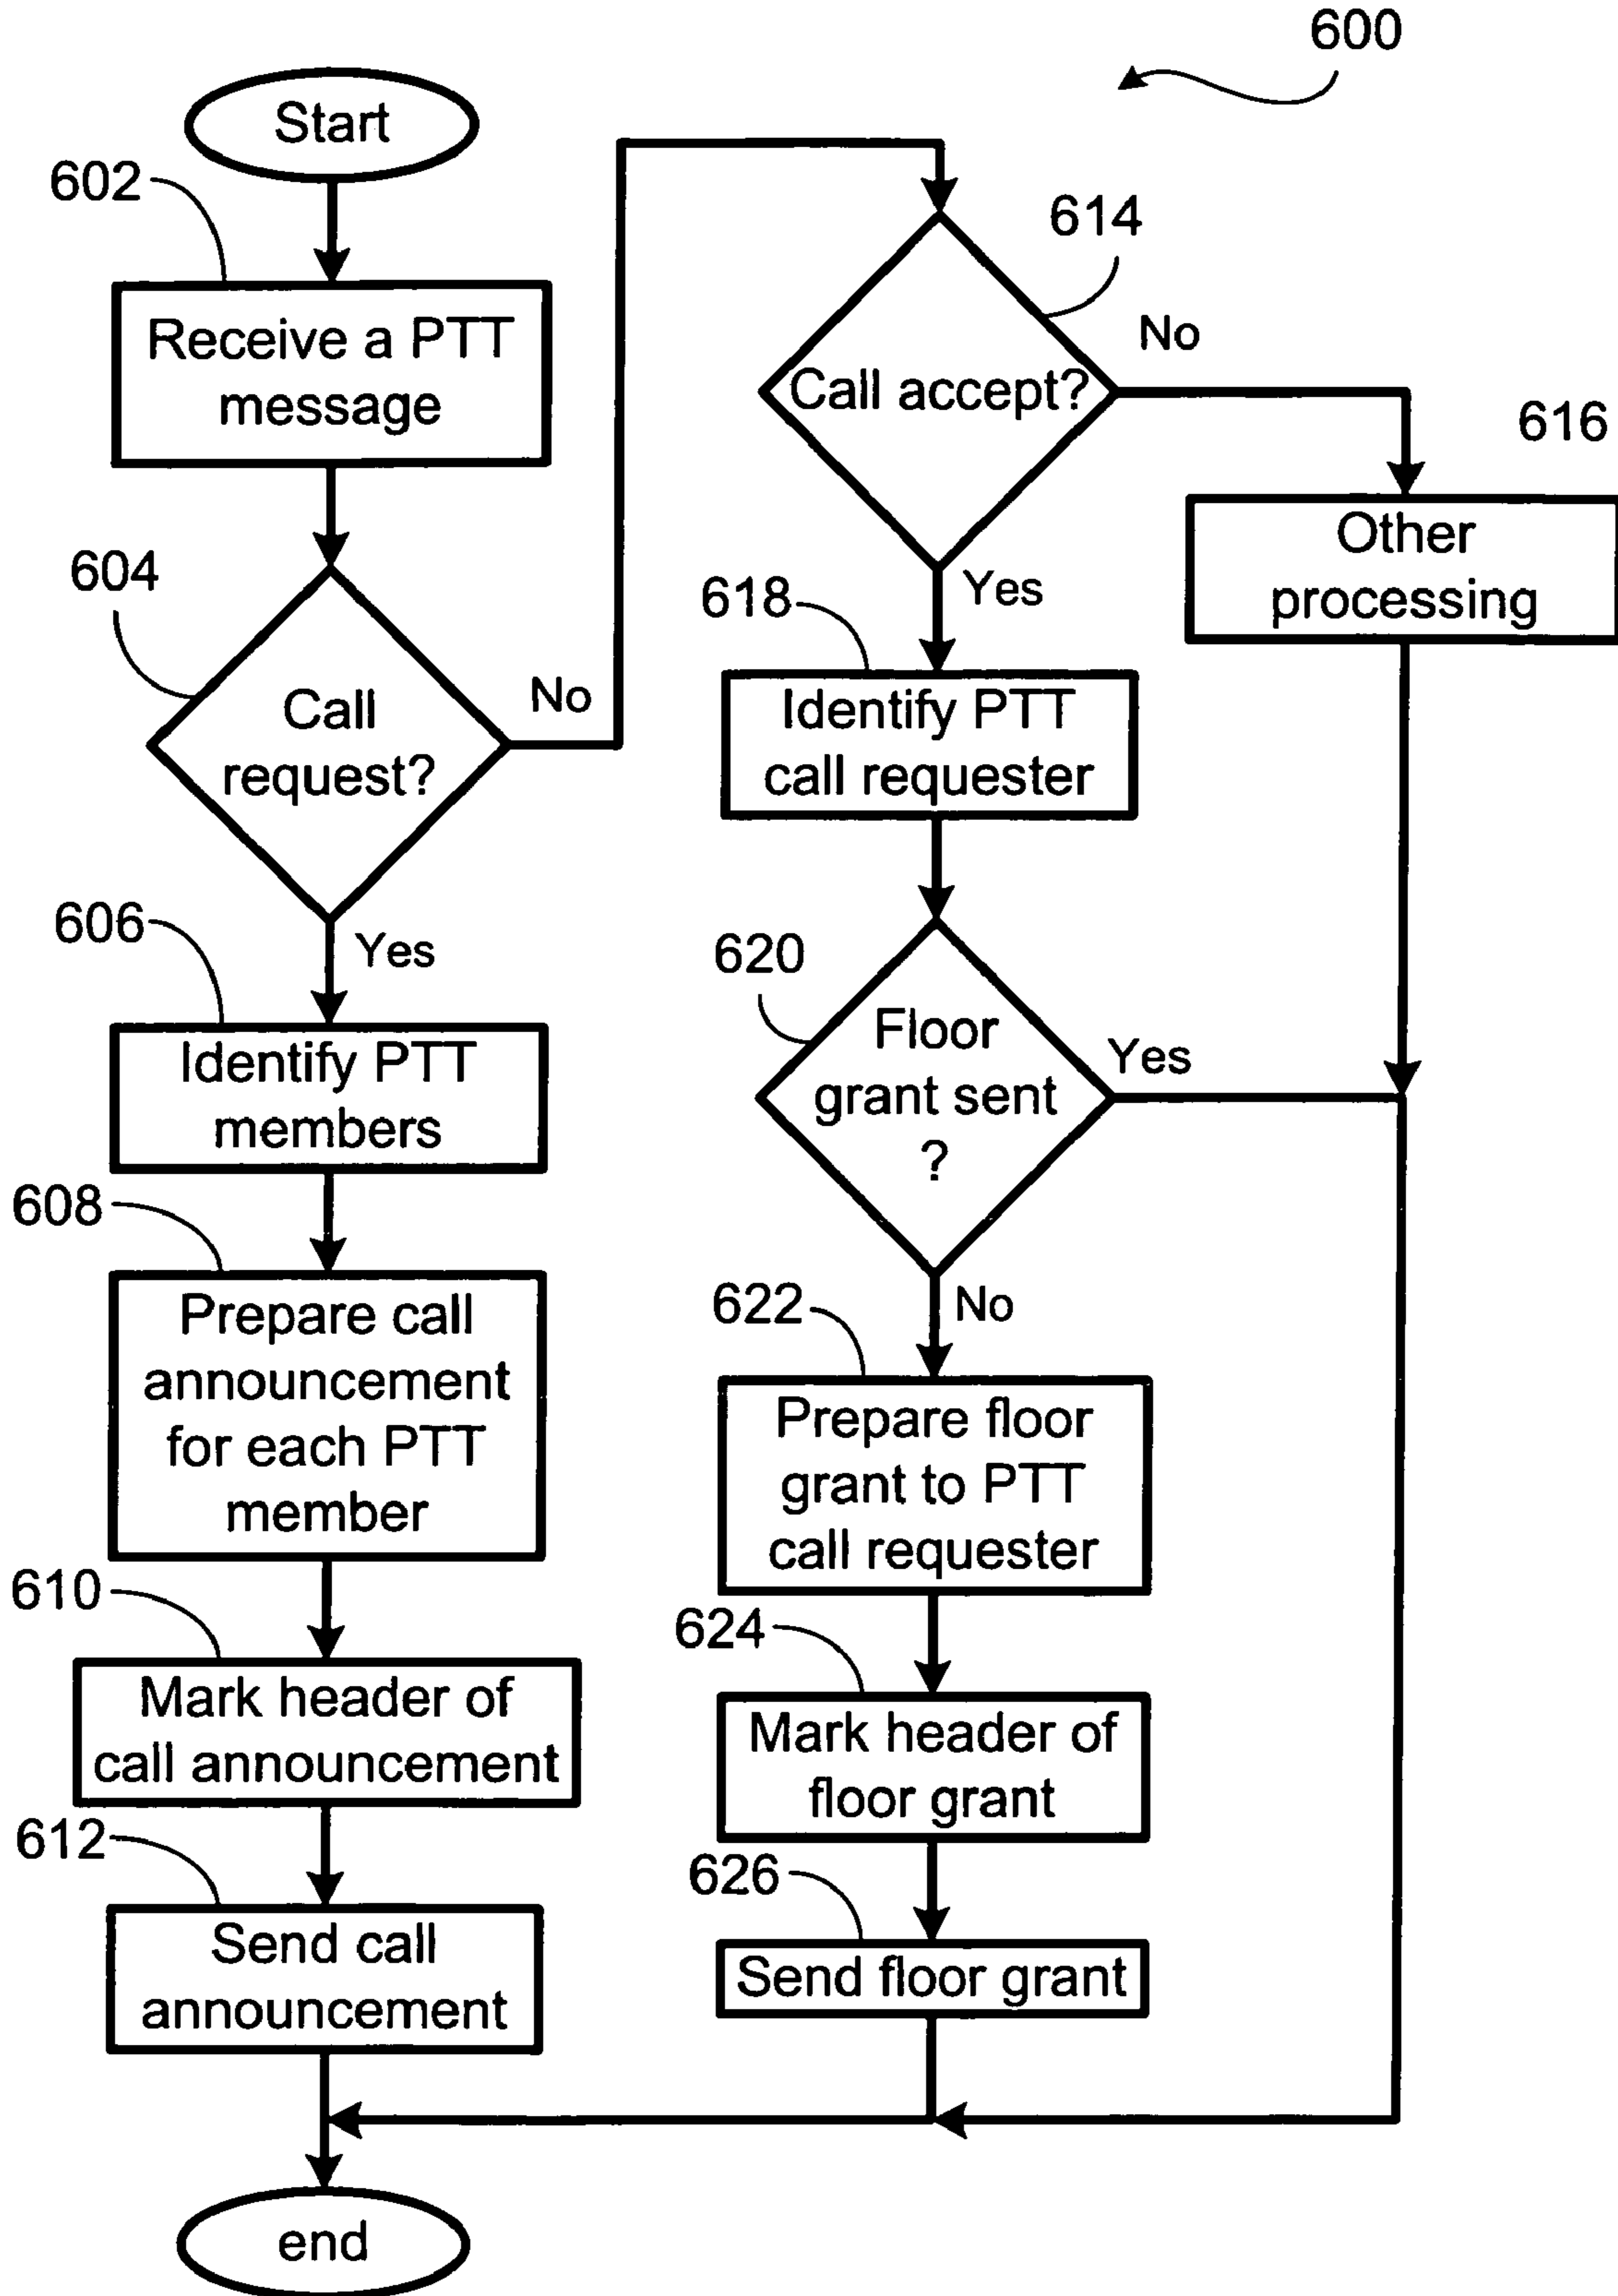 600
Start
602
Receive a PTT
message
604
Call
request?
No
Yes
606
Identify PTT
members
608
Prepare call
announcement
for each PTT
member
610
Mark header of
call announcement
612
Send call
announcement
614
Call accept?
No
616
Other
processing
Yes
618
Identify PTT
call requester
620
Floor
grant sent
?
Yes
No
622
Prepare floor
grant to PTT
call requester
624
Mark header of
floor grant
626
Send floor grant
end